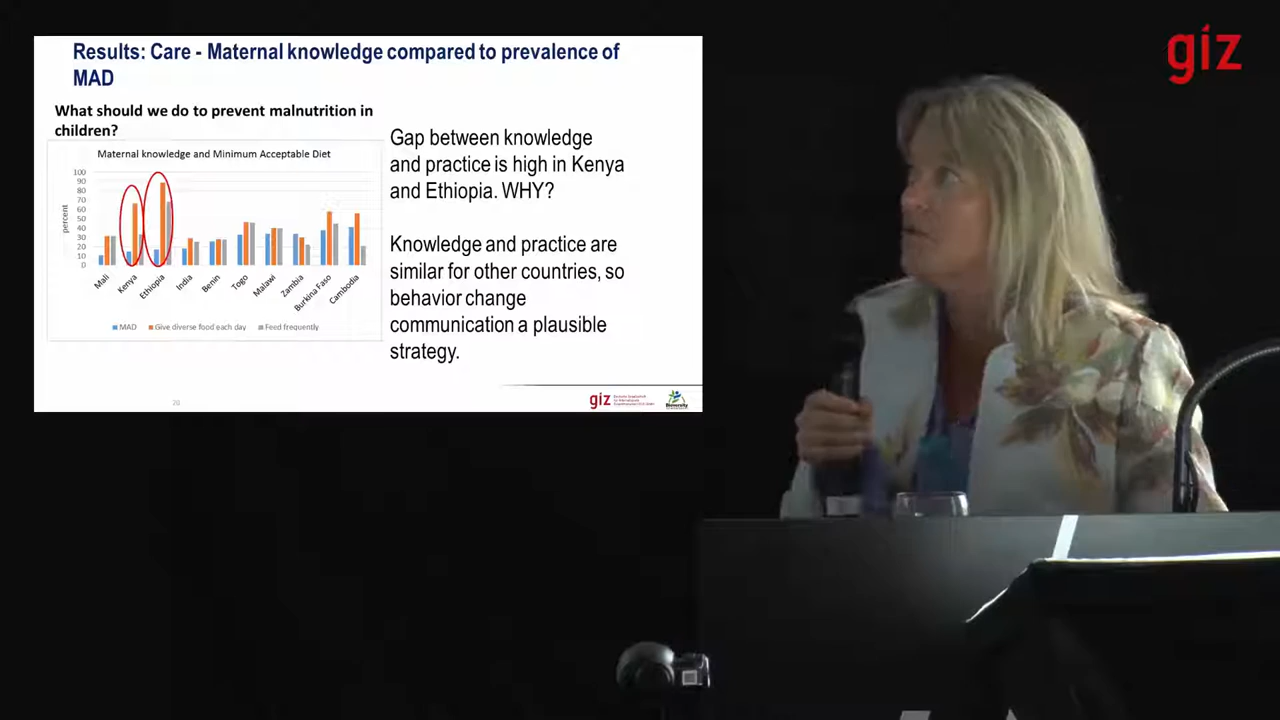 giz
Results: Care - Maternal knowledge compared to prevalence of
MAD
What should we do to prevent malnutrition in
children?
Maternal knowledge and Minimum Acceptable Diet
percent
100
90
80
70
60
50
40
30
20
10
0
Mali
Kenya
Ethiopia
India
Benin
Togo
Malawi
Zambia
Burkina Faso
Cambodia
MAD Give diverse food each day Feed frequently
Gap between knowledge
and practice is high in Kenya
and Ethiopia. WHY?
Knowledge and practice are
similar for other countries, so
behavior change
communication a plausible
strategy.
20
giz
Bioversity